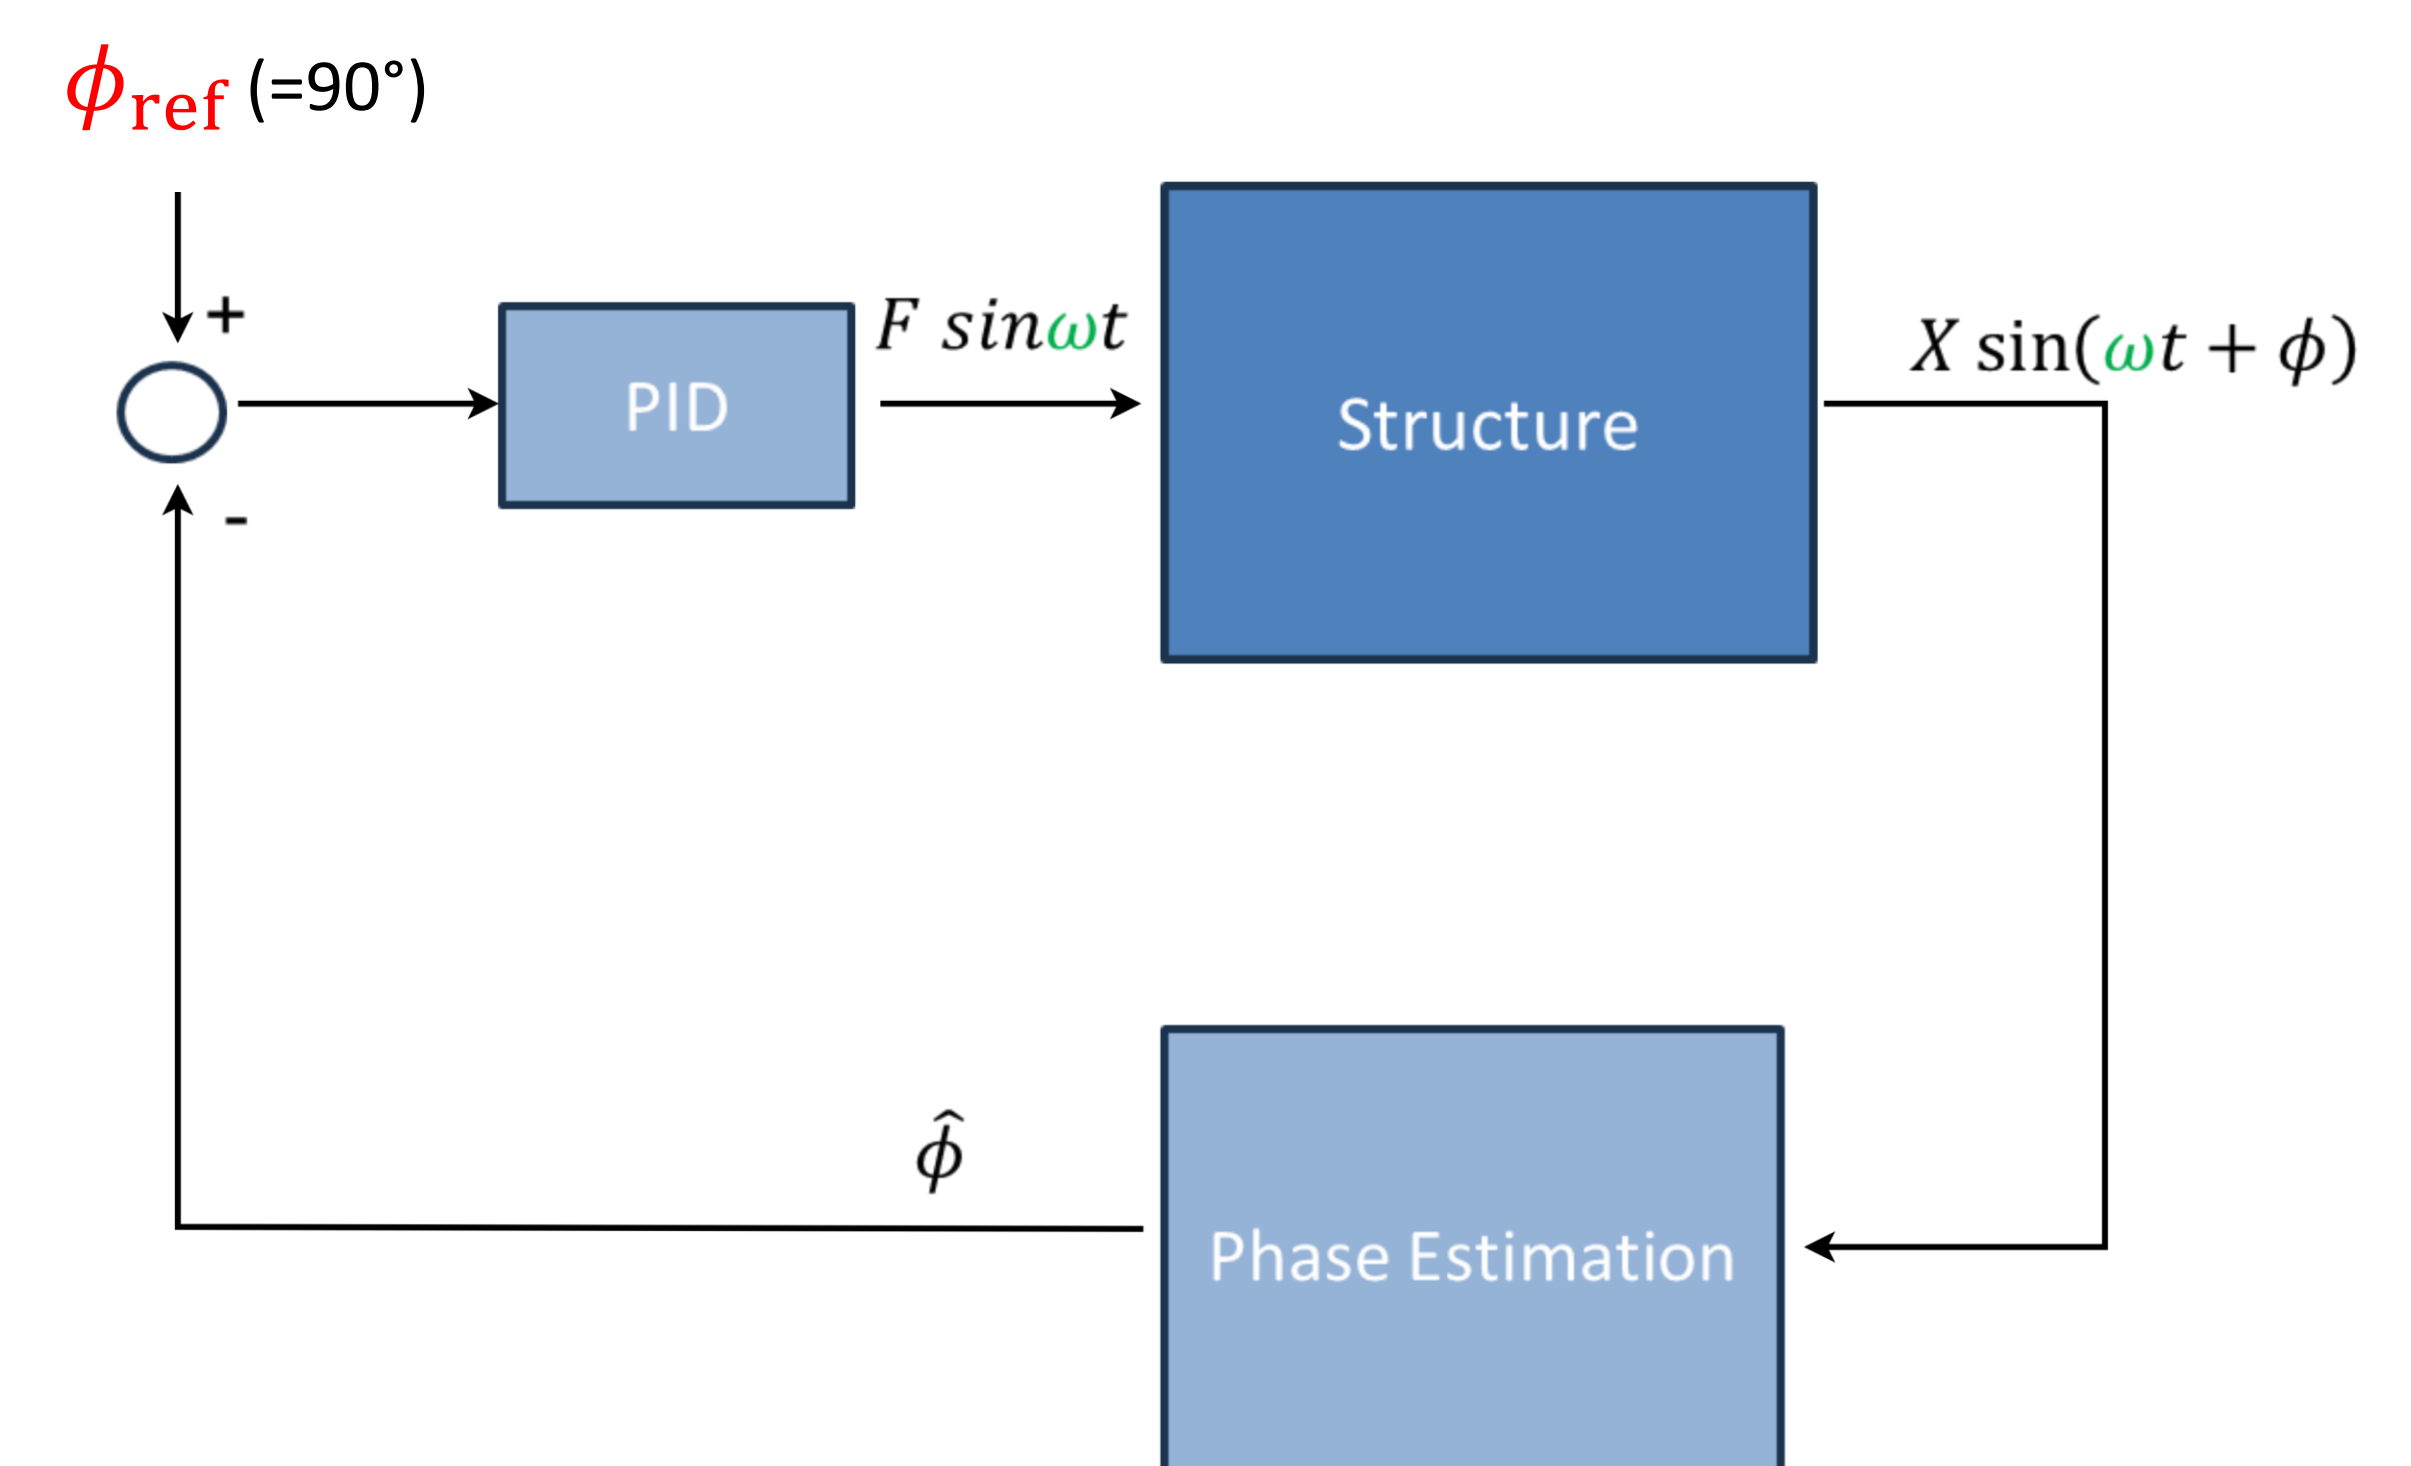 ϕref (=90°)
+
F sinωt
X sin(ωt + ϕ)
PID
Structure
-
ϕ̂
Phase Estimation